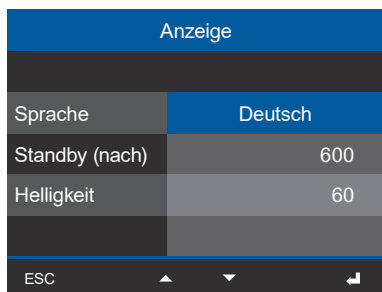 Anzeige
Sprache Deutsch
Standby (nach) 600
Helligkeit 60
ESC